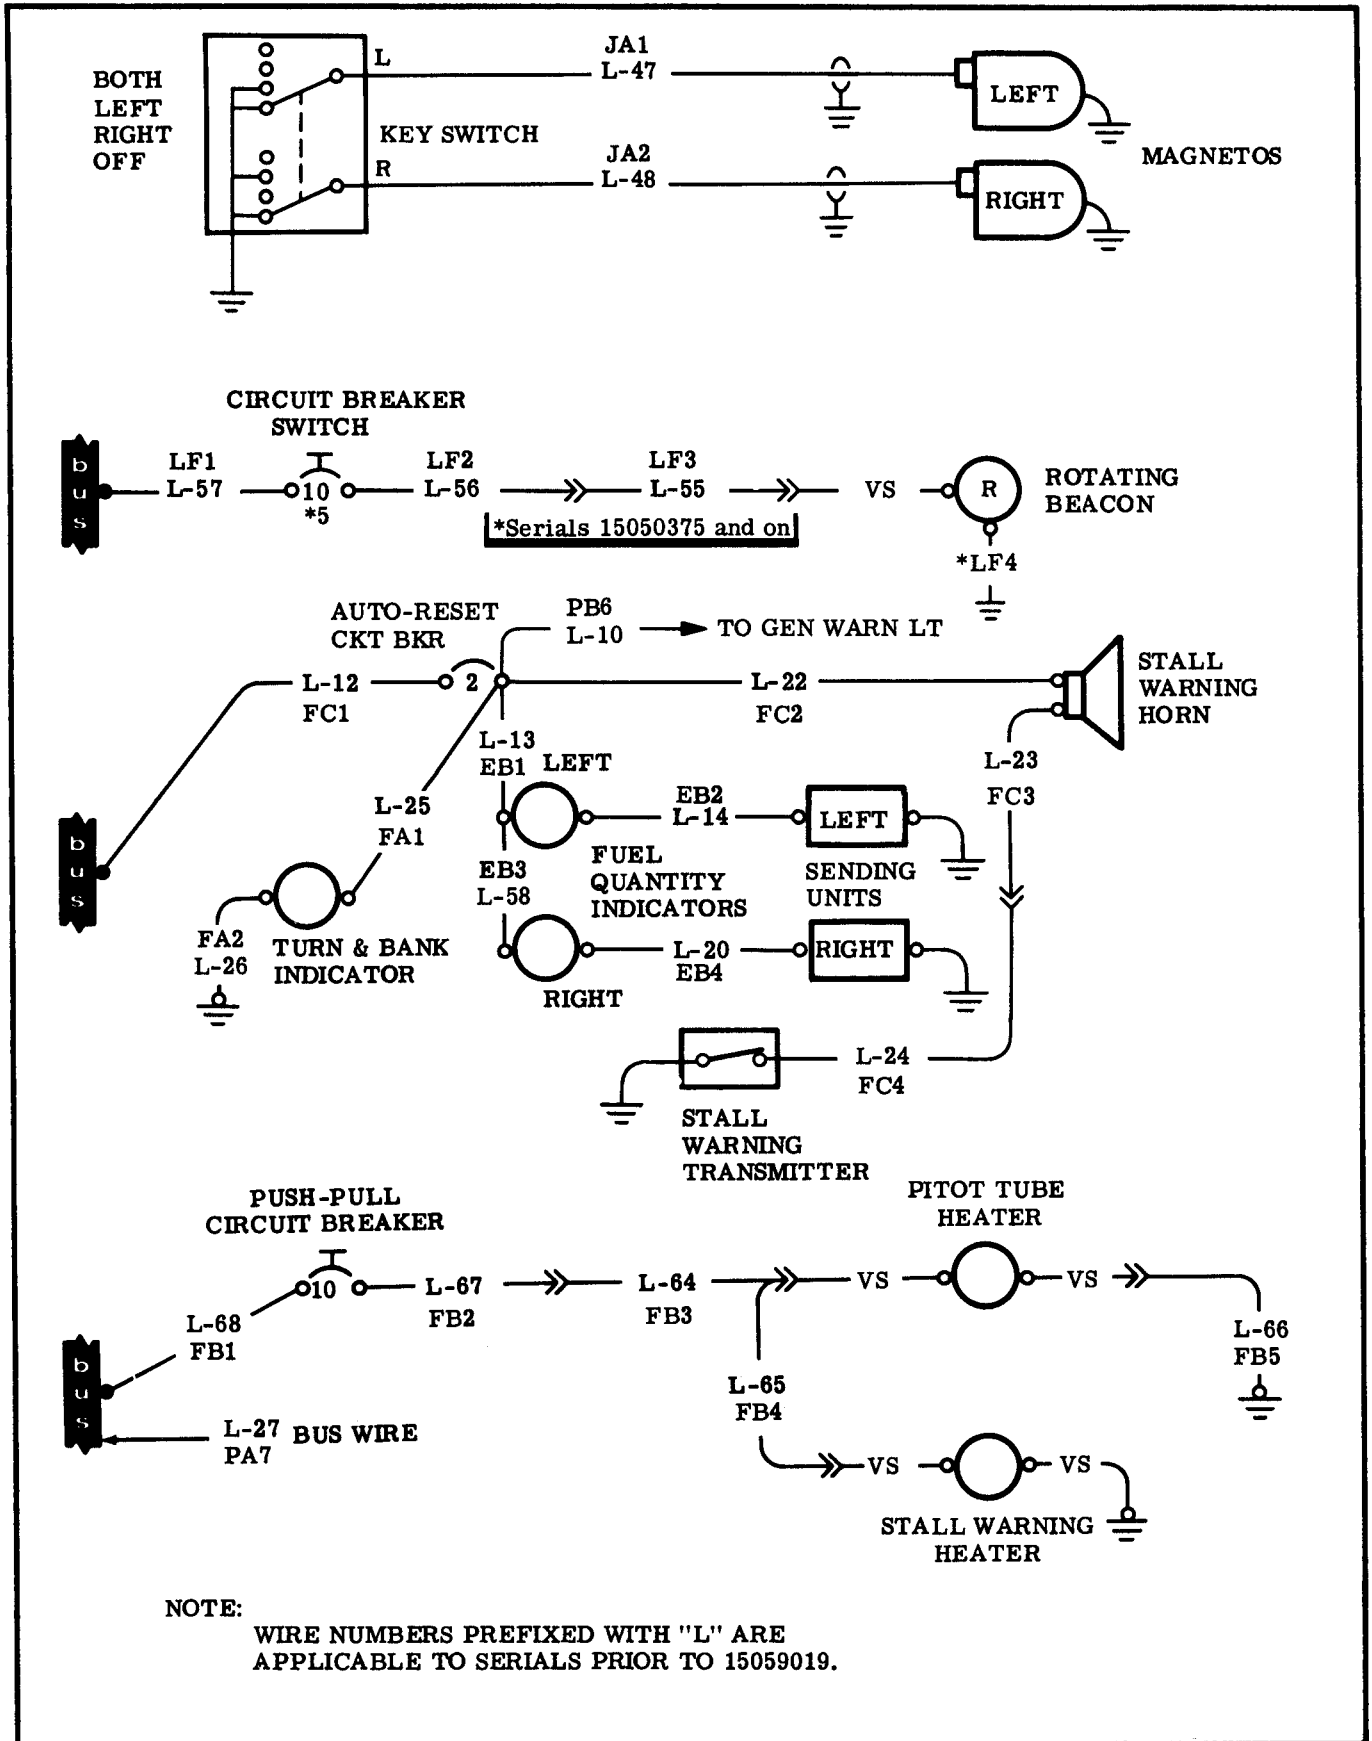 BOTH
LEFT
RIGHT
OFF
L
KEY SWITCH
R
JA1
L-47
JA2
L-48
LEFT
RIGHT
MAGNETOS
CIRCUIT BREAKER
SWITCH
bus
LF1
L-57
10
*5
LF2
L-56
LF3
L-55
VS
R
ROTATING
BEACON
*Serials 15050375 and on
*LF4
AUTO-RESET
CKT BKR
PB6
L-10
TO GEN WARN LT
L-12
FC1
2
L-22
FC2
STALL
WARNING
HORN
L-13
EB1
LEFT
L-23
FC3
L-25
FA1
EB2
L-14
LEFT
bus
EB3
L-58
FUEL
QUANTITY
INDICATORS
SENDING
UNITS
FA2
L-26
TURN & BANK
INDICATOR
L-20
EB4
RIGHT
RIGHT
L-24
FC4
STALL
WARNING
TRANSMITTER
PUSH-PULL
CIRCUIT BREAKER
PITOT TUBE
HEATER
10
L-67
FB2
L-64
FB3
VS
VS
L-68
FB1
L-66
FB5
bus
L-65
FB4
L-27
PA7
BUS WIRE
VS
VS
STALL WARNING
HEATER
NOTE:
WIRE NUMBERS PREFIXED WITH "L" ARE
APPLICABLE TO SERIALS PRIOR TO 15059019.